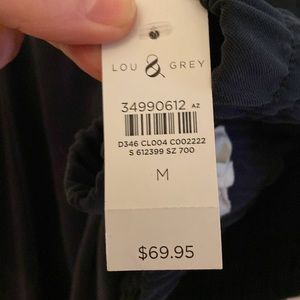 LOU & GREY
34990612 AZ
D346 CL004 C002222
S 612399 SZ 700
M
$69.95